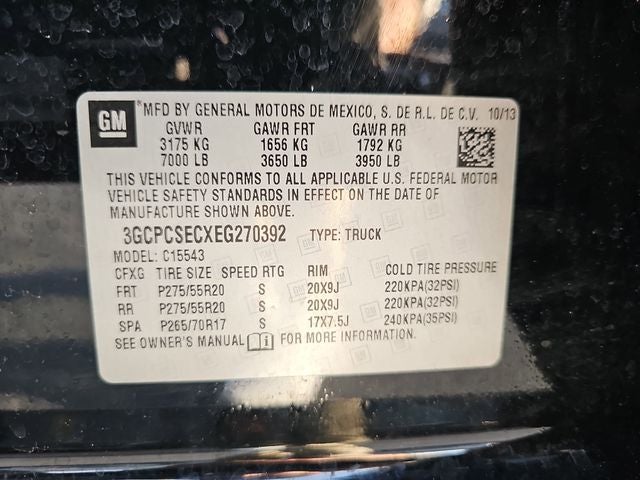 GM
®MFD BY GENERAL MOTORS DE MEXICO, S. DE R.L. DE C.V. 10/13
GVWR GAWR FRT GAWR RR
3175 KG 1656 KG 1792 KG
7000 LB 3650 LB 3950 LB
THIS VEHICLE CONFORMS TO ALL APPLICABLE U.S. FEDERAL MOTOR
VEHICLE SAFETY STANDARDS IN EFFECT ON THE DATE OF
MANUFACTURE SHOWN ABOVE.
3GCPCSECXEG270392 TYPE: TRUCK
MODEL: C15543
CFXG TIRE SIZE SPEED RTG RIM COLD TIRE PRESSURE
FRT P275/55R20 S 20X9J 220KPA(32PSI)
RR P275/55R20 S 20X9J 220KPA(32PSI)
SPA P265/70R17 S 17X7.5J 240KPA(35PSI)
SEE OWNER'S MANUAL FOR MORE INFORMATION.